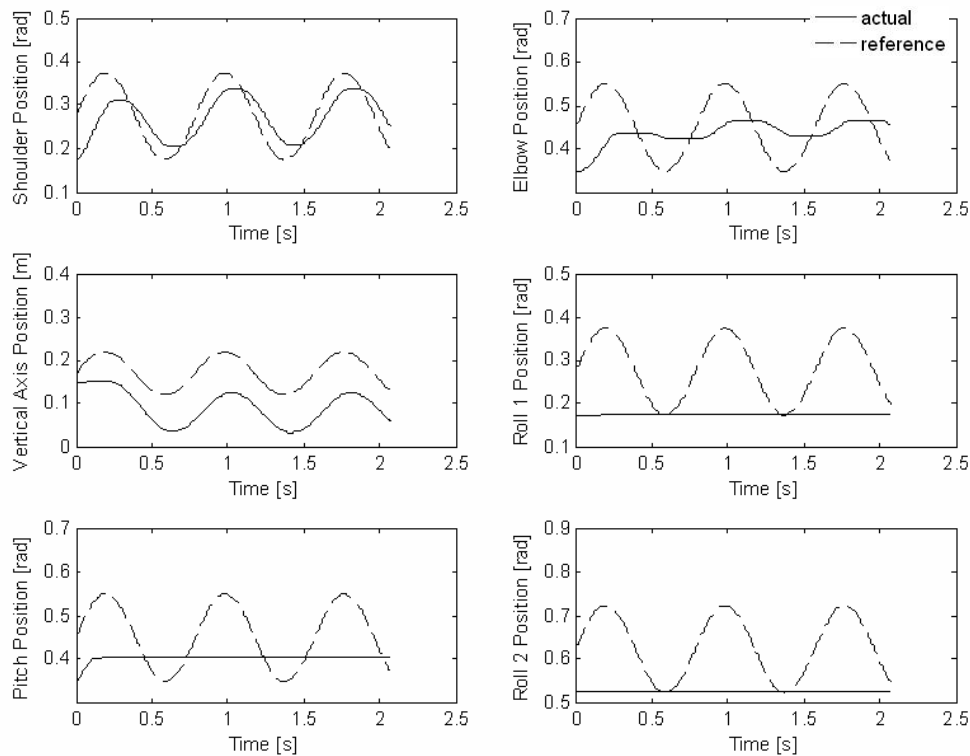 actual
reference
Shoulder Position [rad]
0.5
0.4
0.3
0.2
0.1
0 0.5 1 1.5 2 2.5
Time [s]
Elbow Position [rad]
0.7
0.6
0.5
0.4
0 0.5 1 1.5 2 2.5
Time [s]
Vertical Axis Position [m]
0.4
0.3
0.2
0.1
0
0 0.5 1 1.5 2 2.5
Time [s]
Roll 1 Position [rad]
0.5
0.4
0.3
0.2
0.1
0 0.5 1 1.5 2 2.5
Time [s]
Pitch Position [rad]
0.7
0.6
0.5
0.4
0 0.5 1 1.5 2 2.5
Time [s]
Roll 2 Position [rad]
0.9
0.8
0.7
0.6
0.5
0 0.5 1 1.5 2 2.5
Time [s]